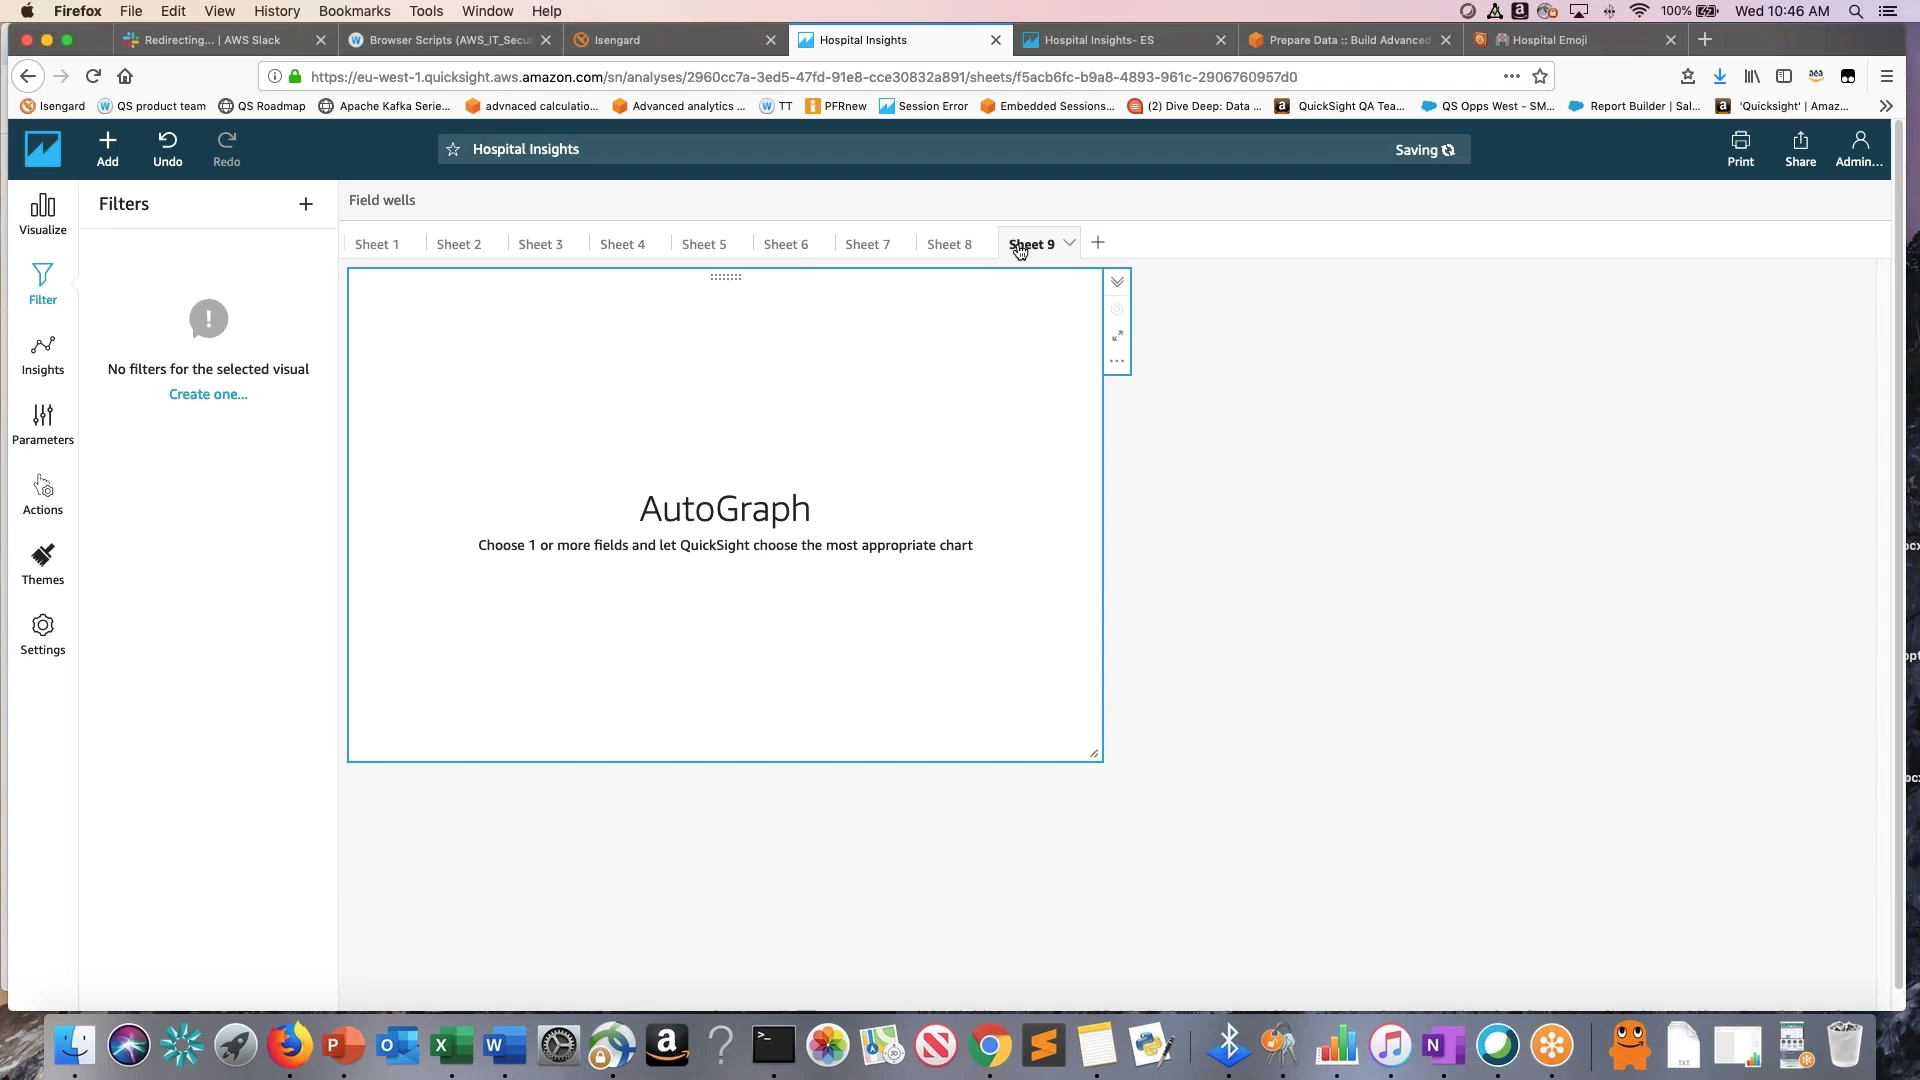 Firefox File Edit View History Bookmarks Tools Window Help 100% Wed 10:46 AM
Redirecting... | AWS Slack
Browser Scripts (AWS_IT_Secur
Isengard
Hospital Insights
Hospital Insights- ES
Prepare Data :: Build Advanced
Hospital Emoji
https://eu-west-1.quicksight.aws.amazon.com/sn/analyses/2960cc7a-3ed5-47fd-91e8-cce30832a891/sheets/f5acb6fc-b9a8-4893-961c-2906760957d0
Isengard QS product team QS Roadmap Apache Kafka Serie... advnaced calculatio... Advanced analytics ... TT PFRnew Session Error Embedded Sessions... (2) Dive Deep: Data ... QuickSight QA Tea... QS Opps West - SM... Report Builder | Sal... 'Quicksight' | Amaz...
Add Undo Redo Hospital Insights Saving Print Share Admin...
Visualize
Filter
Insights
Parameters
Actions
Themes
Settings
Filters
No filters for the selected visual
Create one...
Field wells
Sheet 1 Sheet 2 Sheet 3 Sheet 4 Sheet 5 Sheet 6 Sheet 7 Sheet 8 Sheet 9
AutoGraph
Choose 1 or more fields and let QuickSight choose the most appropriate chart